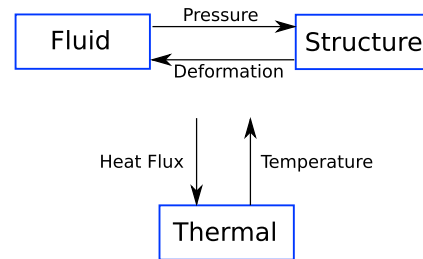 Pressure
Fluid
Structure
Deformation
Heat Flux
Temperature
Thermal